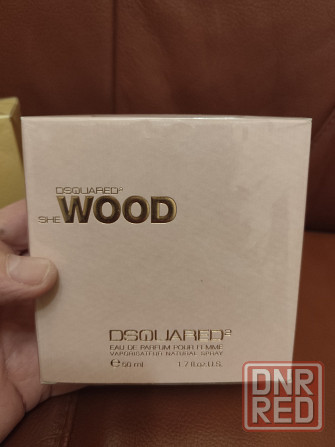 DSQUARED²
SHE WOOD
DSQUARED²
EAU DE PARFUM POUR FEMME
VAPORISATEUR NATURAL SPRAY
℮ 50 ml 1.7 fl.oz U.S.
DNR
RED